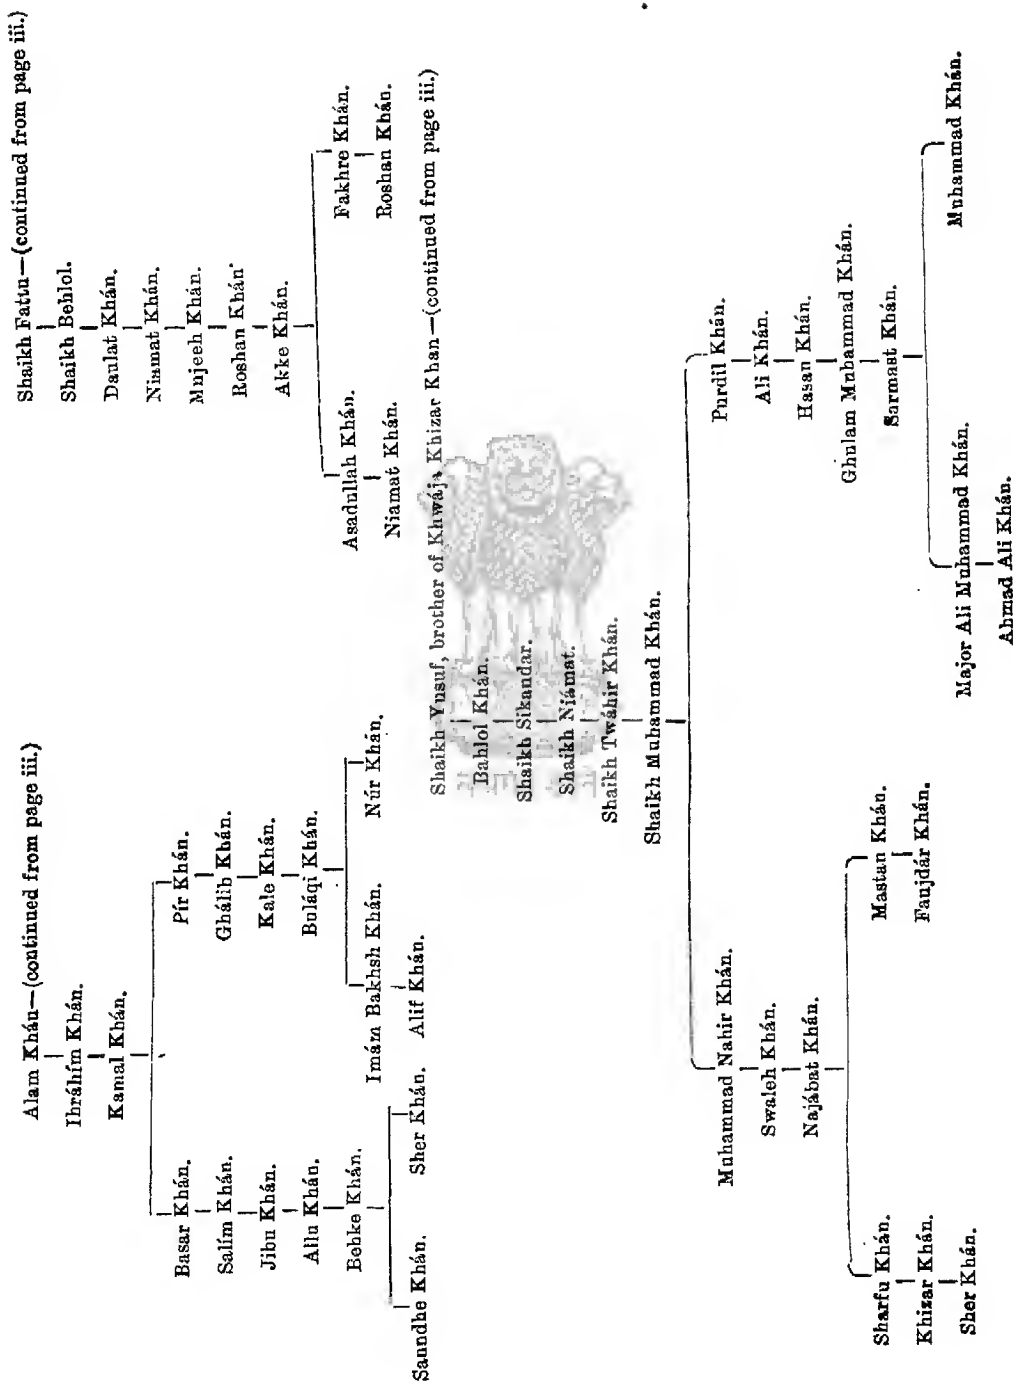 Alam Kháu—(continued from page iii.)
Ibráhím Khán.
Kamal Khán.
Basar Khán.
Salím Khán.
Jibu Khán.
Allu Khán.
Behke Khán.
Saundhe Khán.
Sher Khán.
Pír Khán.
Ghálib Khán.
Kale Khán.
Buláqi Khán.
Imám Bakhsh Khán.
Alif Khán.
Núr Khán.
Shaikh Fattu—(continued from page iii.)
Shaikh Behlol.
Daulat Khán.
Niamat Khán.
Mujeeh Khán.
Roshan Khán
Akke Khán.
Asadullah Khán.
Niamat Khán.
Fakhre Khán.
Roshan Khán.
Shaikh Yusuf, brother of Khwája Khizar Khan—(continued from page iii.)
Bahlol Khán.
Shaikh Sikandar.
Shaikh Niámat.
Shaikh Twáhir Khán.
Shaikh Muhammad Khán.
Muhammad Nahir Khán.
Swaleh Khán.
Najábat Khán.
Sharfu Khán.
Khizar Khán.
Sher Khán.
Mastan Khán.
Faujdár Khán.
Purdil Khán.
Ali Khán.
Hasan Khán.
Ghulam Muhammad Khán.
Sarmast Khán.
Major Ali Muhammad Khán.
Ahmad Ali Khán.
Muhammad Khán.